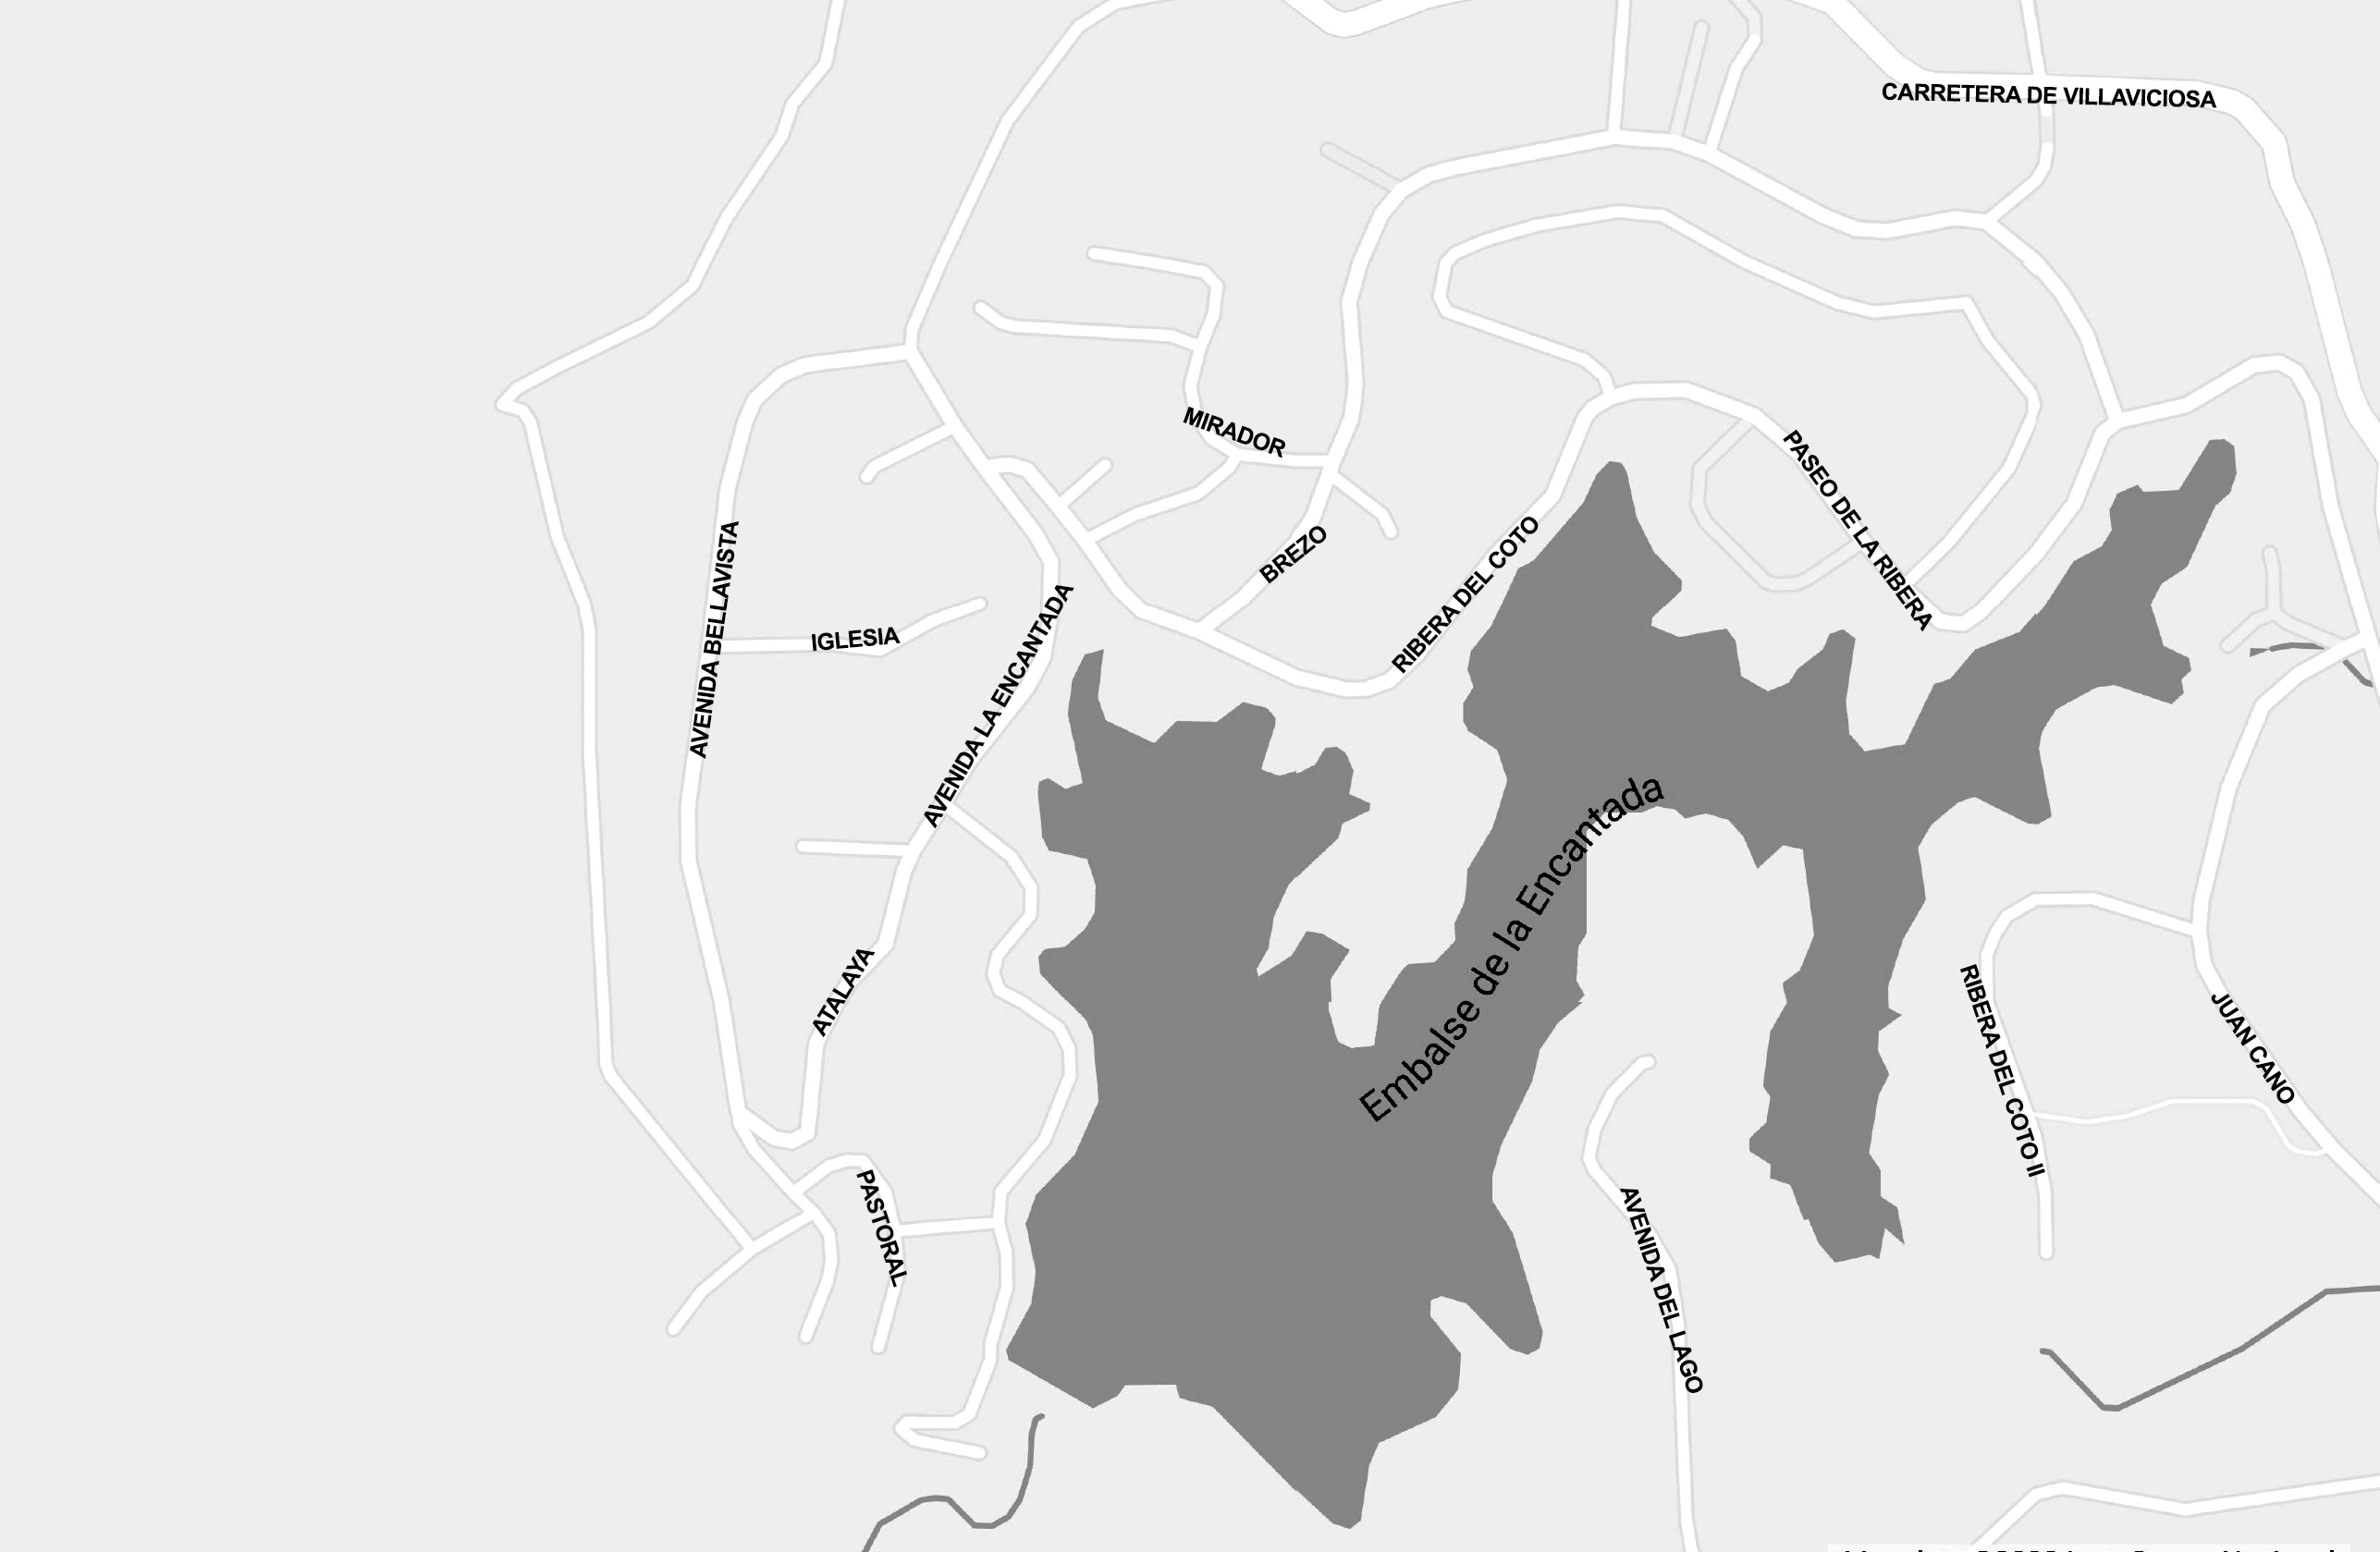 CARRETERA DE VILLAVICIOSA
MIRADOR
PASEO DE LA RIBERA
BREZO
RIBERA DEL COTO
AVENIDA BELLAVISTA
IGLESIA
AVENIDA LA ENCANTADA
Embalse de la Encantada
ATALAYA
RIBERA DEL COTO II
JUAN CANO
PASTORAL
AVENIDA DEL LAGO